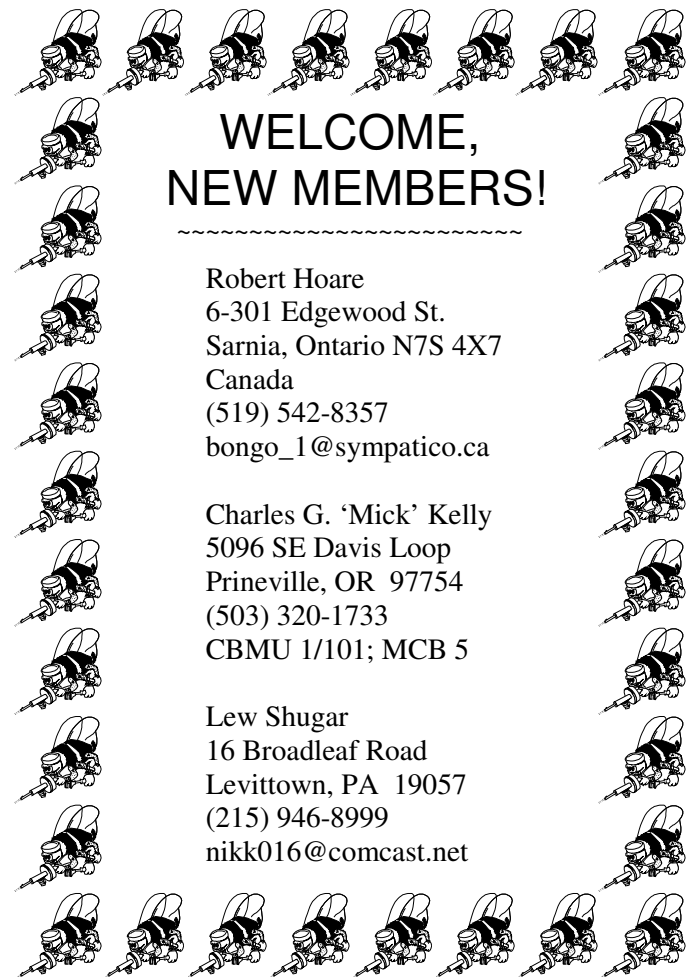 WELCOME,
NEW MEMBERS!
~~~~~~~~~~~~~~~~~~~~~~~~
Robert Hoare
6-301 Edgewood St.
Sarnia, Ontario N7S 4X7
Canada
(519) 542-8357
bongo_1@sympatico.ca
Charles G. ‘Mick’ Kelly
5096 SE Davis Loop
Prineville, OR  97754
(503) 320-1733
CBMU 1/101; MCB 5
Lew Shugar
16 Broadleaf Road
Levittown, PA  19057
(215) 946-8999
nikk016@comcast.net